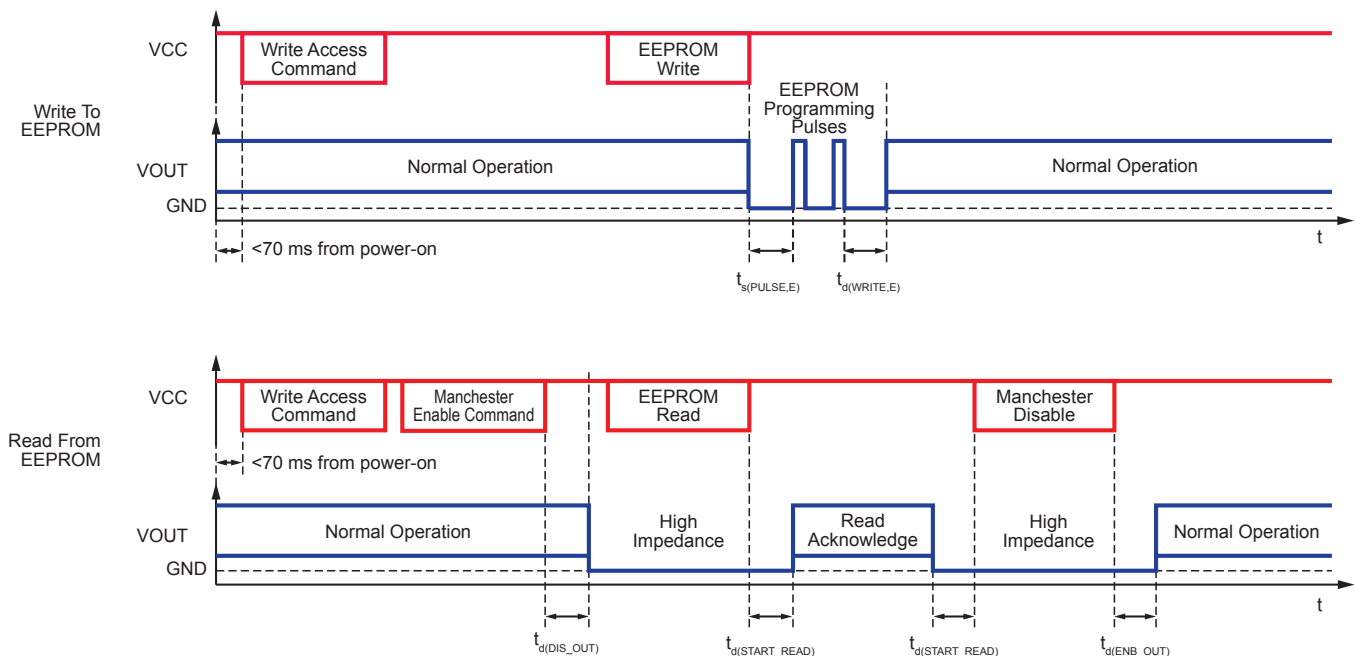 VCC
Write Access
Command
EEPROM
Write
EEPROM
Programming
Pulses
Write To
EEPROM
VOUT
Normal Operation
Normal Operation
GND
t
<70 ms from power-on
ts(PULSE,E)
td(WRITE,E)
VCC
Write Access
Command
Manchester
Enable Command
EEPROM
Read
Manchester
Disable
Read From
EEPROM
<70 ms from power-on
VOUT
Normal Operation
High
Impedance
Read
Acknowledge
High
Impedance
Normal Operation
GND
t
td(DIS_OUT)
td(START_READ)
td(START_READ)
td(ENB_OUT)